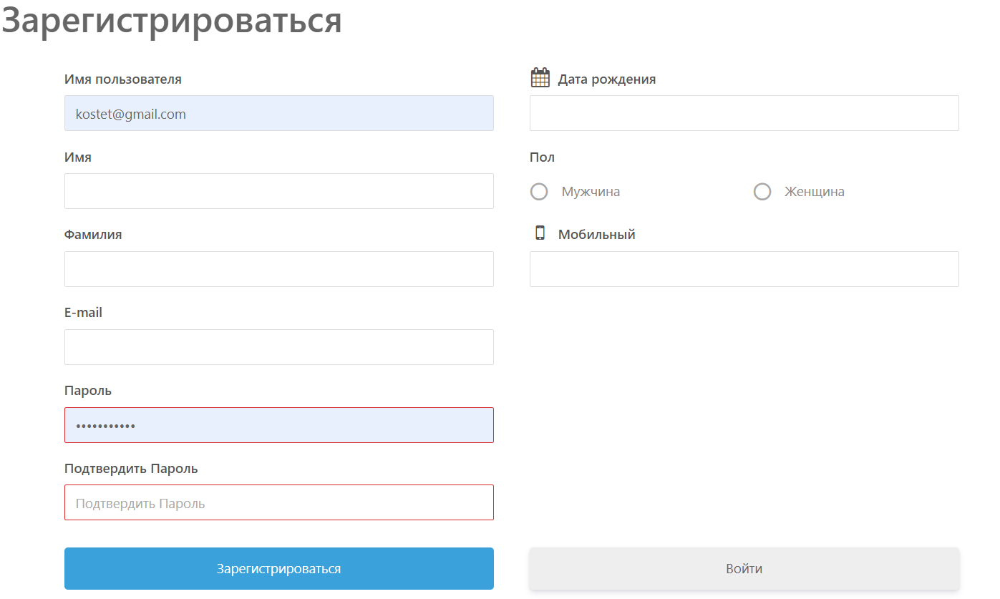 Зарегистрироваться
Имя пользователя
kostet@gmail.com
Имя
Фамилия
E-mail
Пароль
•••••••••••
Подтвердить Пароль
Подтвердить Пароль
Зарегистрироваться
Дата рождения
Пол
Мужчина
Женщина
Мобильный
Войти